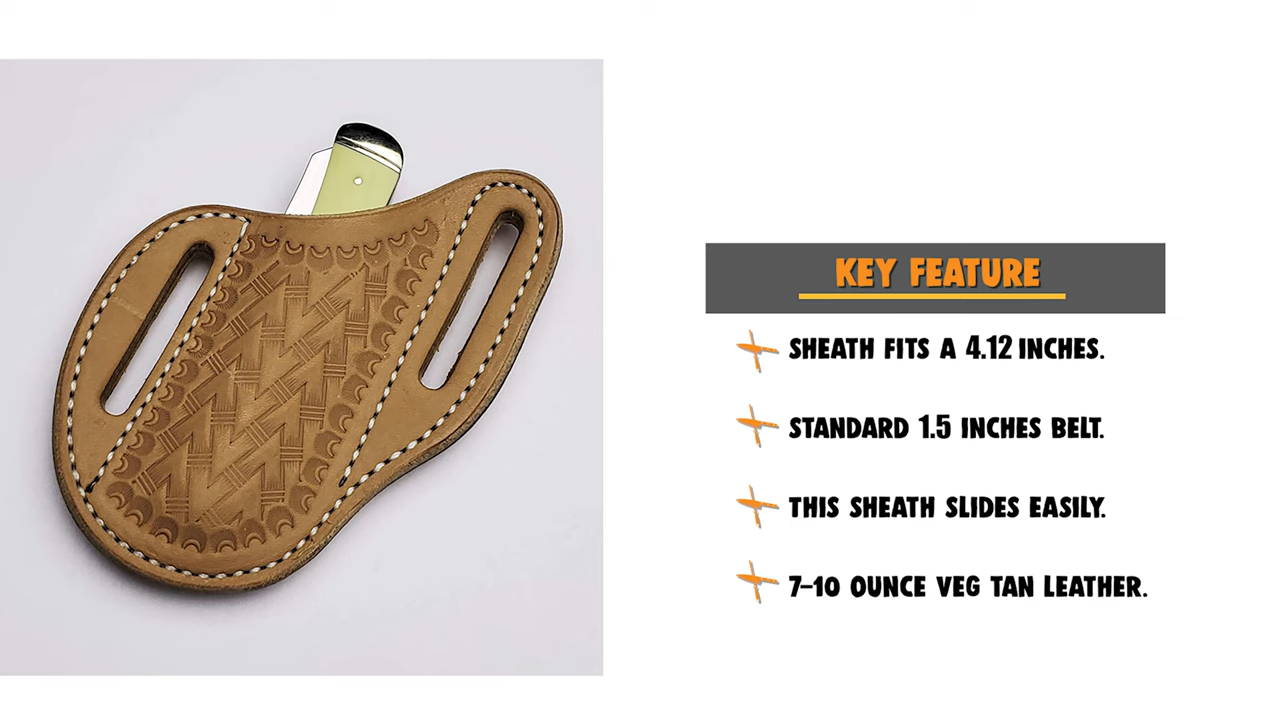 KEY FEATURE
SHEATH FITS A 4.12 INCHES.
STANDARD 1.5 INCHES BELT.
THIS SHEATH SLIDES EASILY.
7-10 OUNCE VEG TAN LEATHER.